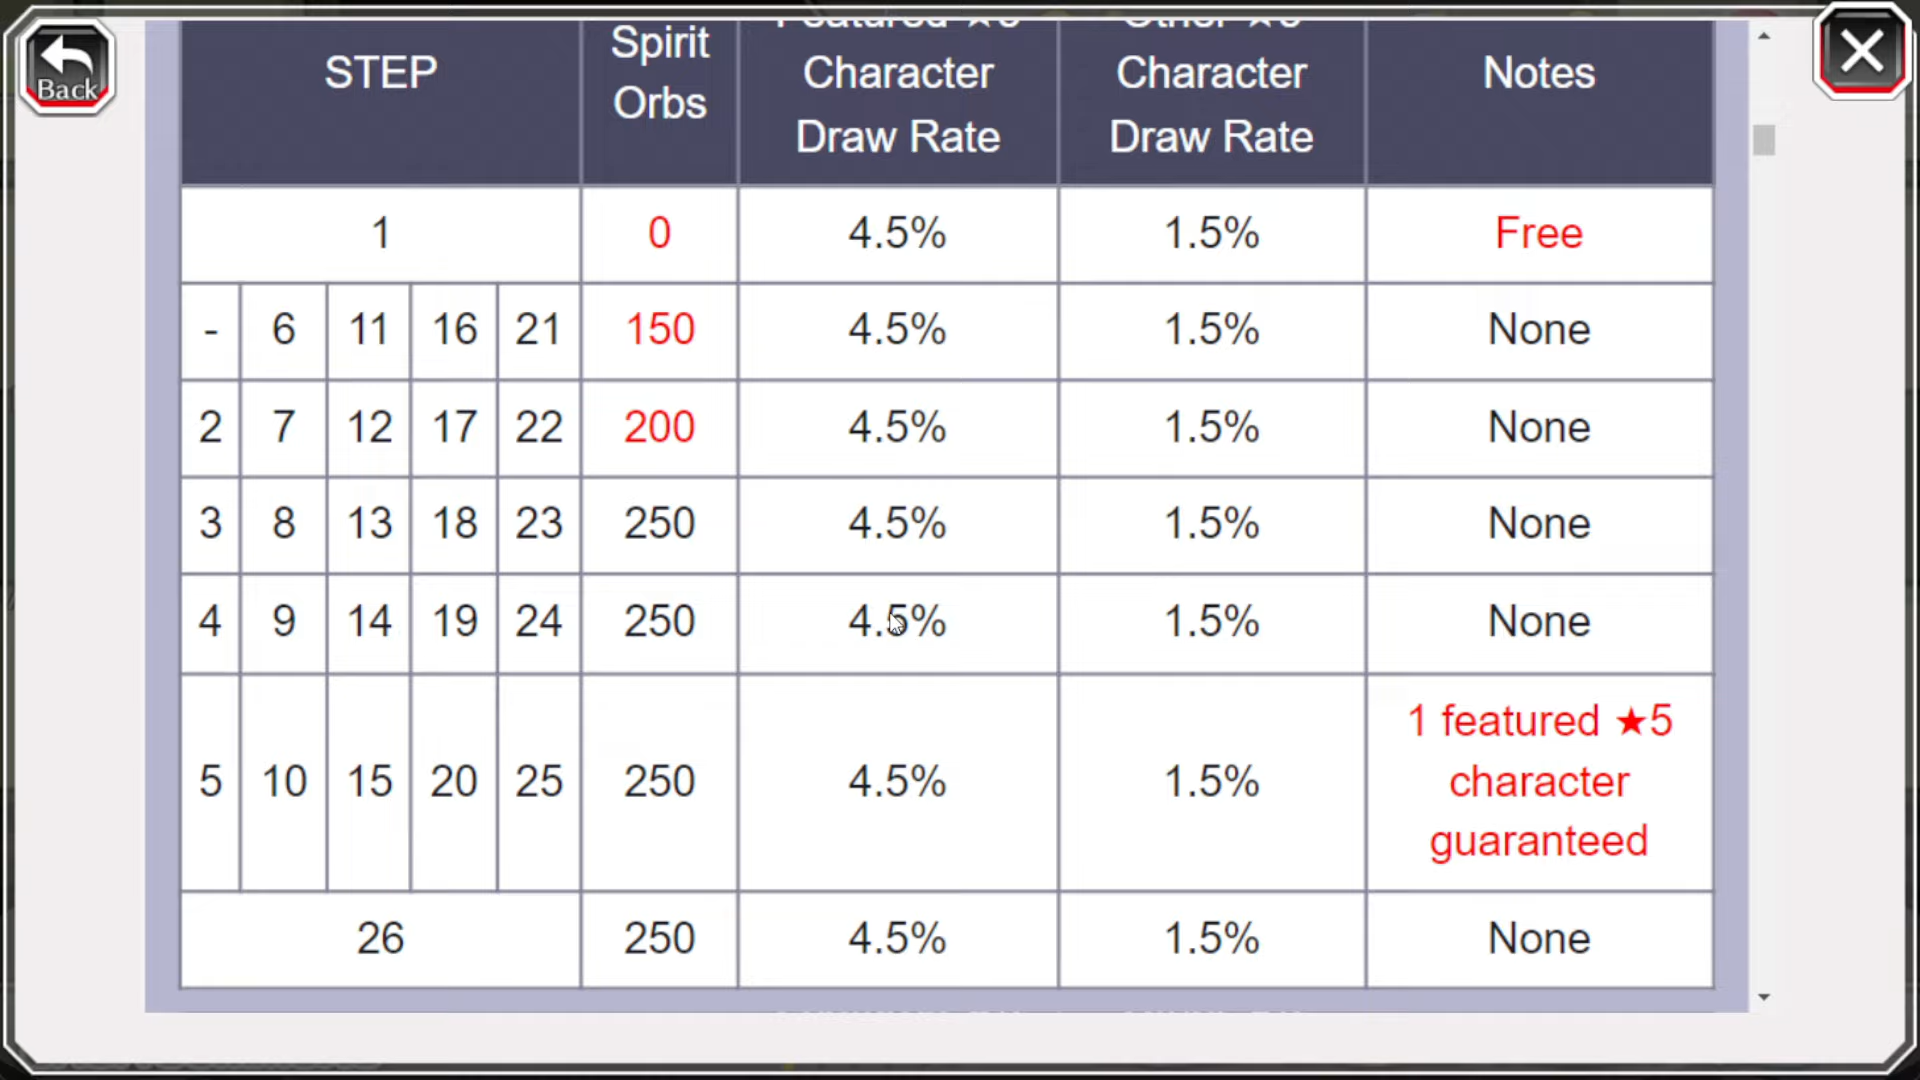 Back
STEP
Spirit
Orbs
Featured ★5
Character
Draw Rate
Other ★5
Character
Draw Rate
Notes
1 0 4.5% 1.5% Free
- 6 11 16 21 150 4.5% 1.5% None
2 7 12 17 22 200 4.5% 1.5% None
3 8 13 18 23 250 4.5% 1.5% None
4 9 14 19 24 250 4.5% 1.5% None
5 10 15 20 25 250 4.5% 1.5% 1 featured ★5
character
guaranteed
26 250 4.5% 1.5% None